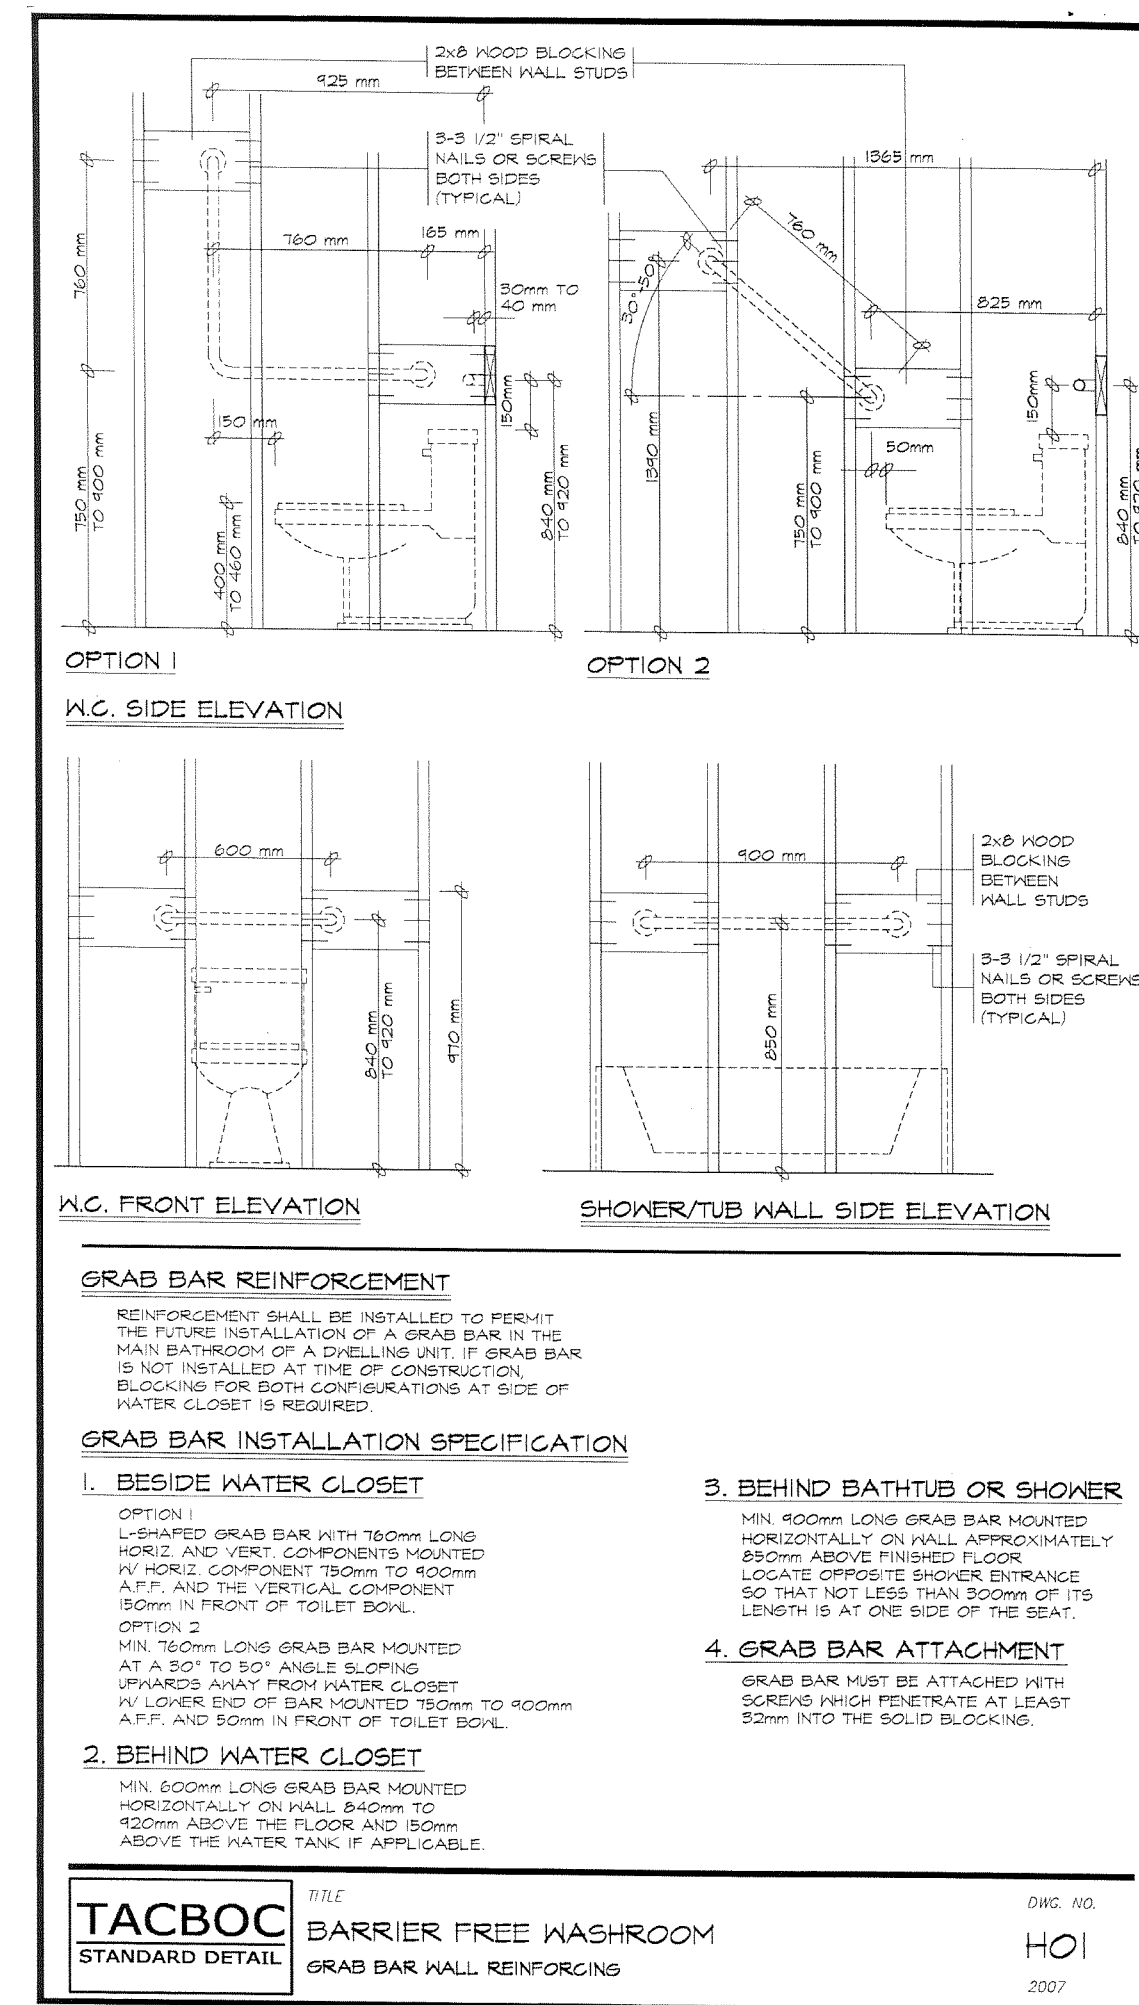 2x8 WOOD BLOCKING
BETWEEN WALL STUDS
925 mm
3-3 1/2" SPIRAL
NAILS OR SCREWS
BOTH SIDES
(TYPICAL)
1365 mm
760 mm
165 mm
760 mm
760 mm
30mm TO
40 mm
30°-50°
825 mm
150mm
150mm
150 mm
50mm
1390 mm
750 mm
TO 900 mm
400 mm
TO 460 mm
840 mm
TO 920 mm
750 mm
TO 900 mm
840 mm
TO 920 mm
OPTION 1
OPTION 2
W.C. SIDE ELEVATION
600 mm
900 mm
2x8 WOOD
BLOCKING
BETWEEN
WALL STUDS
3-3 1/2" SPIRAL
NAILS OR SCREWS
BOTH SIDES
(TYPICAL)
840 mm
TO 920 mm
970 mm
850 mm
W.C. FRONT ELEVATION
SHOWER/TUB WALL SIDE ELEVATION
GRAB BAR REINFORCEMENT
REINFORCEMENT SHALL BE INSTALLED TO PERMIT
THE FUTURE INSTALLATION OF A GRAB BAR IN THE
MAIN BATHROOM OF A DWELLING UNIT. IF GRAB BAR
IS NOT INSTALLED AT TIME OF CONSTRUCTION,
BLOCKING FOR BOTH CONFIGURATIONS AT SIDE OF
WATER CLOSET IS REQUIRED.
GRAB BAR INSTALLATION SPECIFICATION
1. BESIDE WATER CLOSET
OPTION 1
L-SHAPED GRAB BAR WITH 760mm LONG
HORIZ. AND VERT. COMPONENTS MOUNTED
W/ HORIZ. COMPONENT 750mm TO 900mm
A.F.F. AND THE VERTICAL COMPONENT
150mm IN FRONT OF TOILET BOWL.
OPTION 2
MIN. 760mm LONG GRAB BAR MOUNTED
AT A 30° TO 50° ANGLE SLOPING
UPWARDS AWAY FROM WATER CLOSET
W/ LOWER END OF BAR MOUNTED 750mm TO 900mm
A.F.F. AND 50mm IN FRONT OF TOILET BOWL.
2. BEHIND WATER CLOSET
MIN. 600mm LONG GRAB BAR MOUNTED
HORIZONTALLY ON WALL 840mm TO
920mm ABOVE THE FLOOR AND 150mm
ABOVE THE WATER TANK IF APPLICABLE.
3. BEHIND BATHTUB OR SHOWER
MIN. 900mm LONG GRAB BAR MOUNTED
HORIZONTALLY ON WALL APPROXIMATELY
850mm ABOVE FINISHED FLOOR
LOCATE OPPOSITE SHOWER ENTRANCE
SO THAT NOT LESS THAN 300mm OF ITS
LENGTH IS AT ONE SIDE OF THE SEAT.
4. GRAB BAR ATTACHMENT
GRAB BAR MUST BE ATTACHED WITH
SCREWS WHICH PENETRATE AT LEAST
32mm INTO THE SOLID BLOCKING.
TACBOC
STANDARD DETAIL
TITLE
BARRIER FREE WASHROOM
GRAB BAR WALL REINFORCING
DWG. NO.
H01
2007